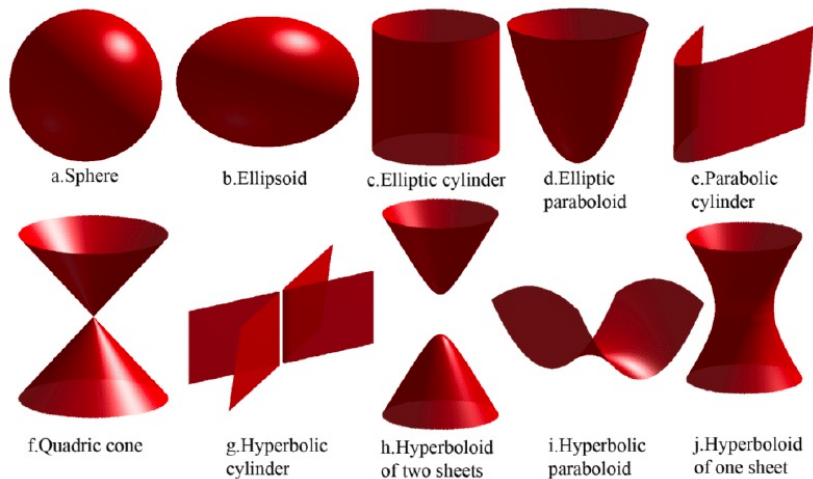 a.Sphere
b.Ellipsoid
c.Elliptic cylinder
d.Elliptic
paraboloid
e.Parabolic
cylinder
f.Quadric cone
g.Hyperbolic
cylinder
h.Hyperboloid
of two sheets
i.Hyperbolic
paraboloid
j.Hyperboloid
of one sheet